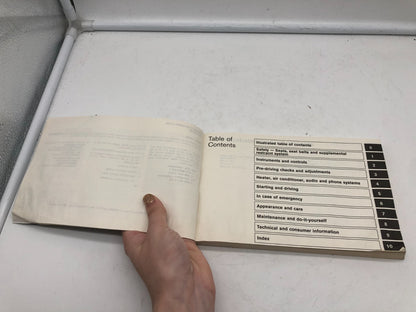 Table of
Contents
Illustrated table of contents 0
Safety — Seats, seat belts and supplemental
restraint system 1
Instruments and controls 2
Pre-driving checks and adjustments 3
Heater, air conditioner, audio and phone systems 4
Starting and driving 5
In case of emergency 6
Appearance and care 7
Maintenance and do-it-yourself 8
Technical and consumer information 9
Index 10